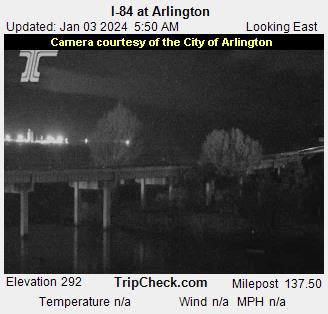 I-84 at Arlington
Updated: Jan 03 2024 5:50 AM Looking East
Camera courtesy of the City of Arlington
Elevation 292 TripCheck.com Milepost 137.50
Temperature n/a Wind n/a MPH n/a